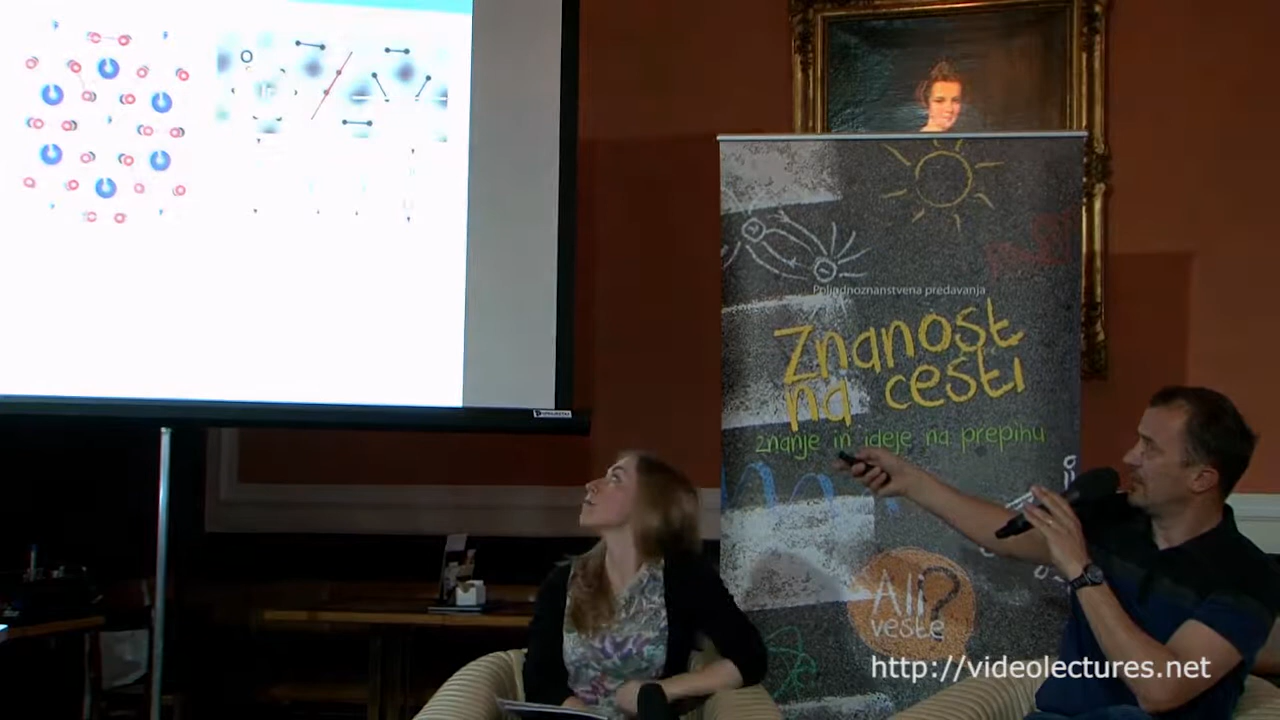 O
Poljudnoznanstvena predavanja
Znanost
na cesti
znanje in ideje na prepihu
Ali?
veste
http://videolectures.net